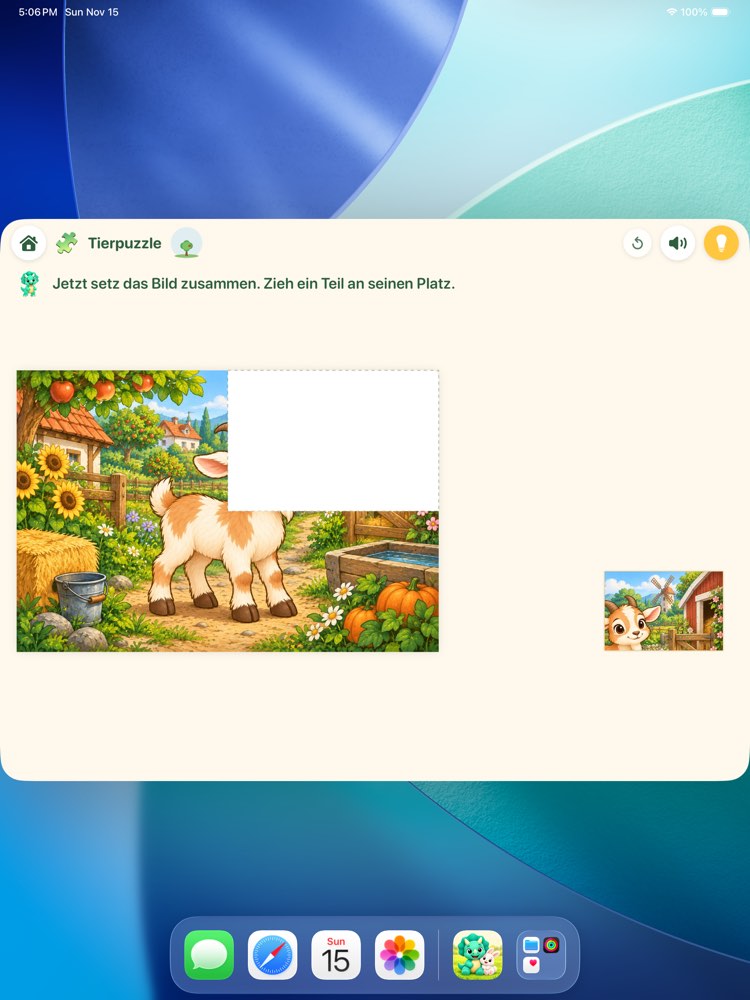 5:06 PM Sun Nov 15
100%
Tierpuzzle
Jetzt setz das Bild zusammen. Zieh ein Teil an seinen Platz.
Sun
15